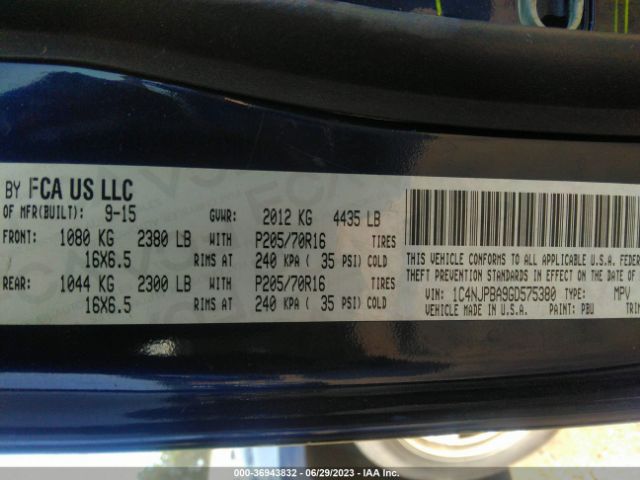 BY FCA US LLC
OF MFR(BUILT): 9-15 GVWR: 2012 KG 4435 LB
FRONT: 1080 KG 2380 LB WITH P205/70R16 TIRES
16X6.5 RIMS AT 240 KPA ( 35 PSI) COLD
REAR: 1044 KG 2300 LB WITH P205/70R16 TIRES
16X6.5 RIMS AT 240 KPA ( 35 PSI) COLD
THIS VEHICLE CONFORMS TO ALL APPLICABLE U.S.A. FEDER
THEFT PREVENTION STANDARDS IN EFFECT ON THE DATE OF
VIN: 1C4NJPBA9GD575380 TYPE: MPV
VEHICLE MADE IN U.S.A. PAINT: PBU TRIM
000-36943832 - 06/29/2023 - IAA Inc.